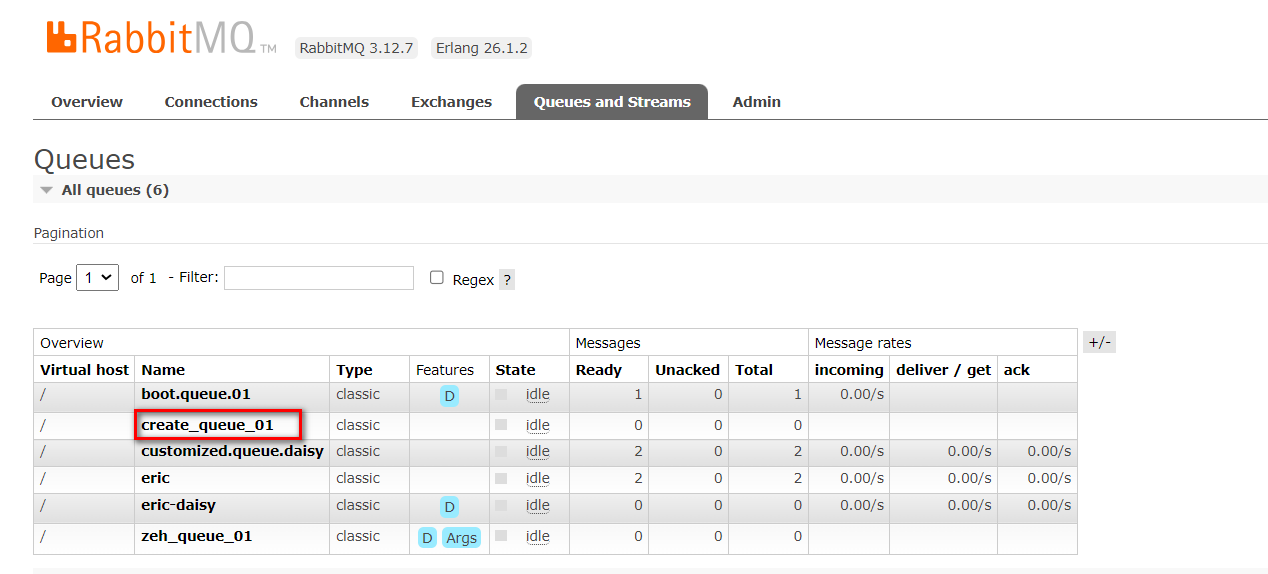 RabbitMQ TM RabbitMQ 3.12.7 Erlang 26.1.2
Overview Connections Channels Exchanges Queues and Streams Admin
Queues
All queues (6)
Pagination
Page 1 of 1 - Filter: Regex ?
Overview Messages Message rates +/-
Virtual host Name Type Features State Ready Unacked Total incoming deliver / get ack
/ boot.queue.01 classic D idle 1 0 1 0.00/s
/ create_queue_01 classic idle 0 0 0
/ customized.queue.daisy classic idle 2 0 2 0.00/s 0.00/s 0.00/s
/ eric classic idle 2 0 2 0.00/s 0.00/s 0.00/s
/ eric-daisy classic D idle 0 0 0 0.00/s 0.00/s 0.00/s
/ zeh_queue_01 classic D Args idle 0 0 0